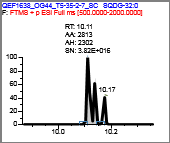 QEF1638_OG44_T5-35-2-7_SC SQDG-32:0
F: FTMS + p ESI Full ms [500.0000-2000.0000]
RT: 10.11
AA: 2813
AH: 2302
SN: 3.82E+016
100
80
60
40
20
0
10.17
10.0
10.2